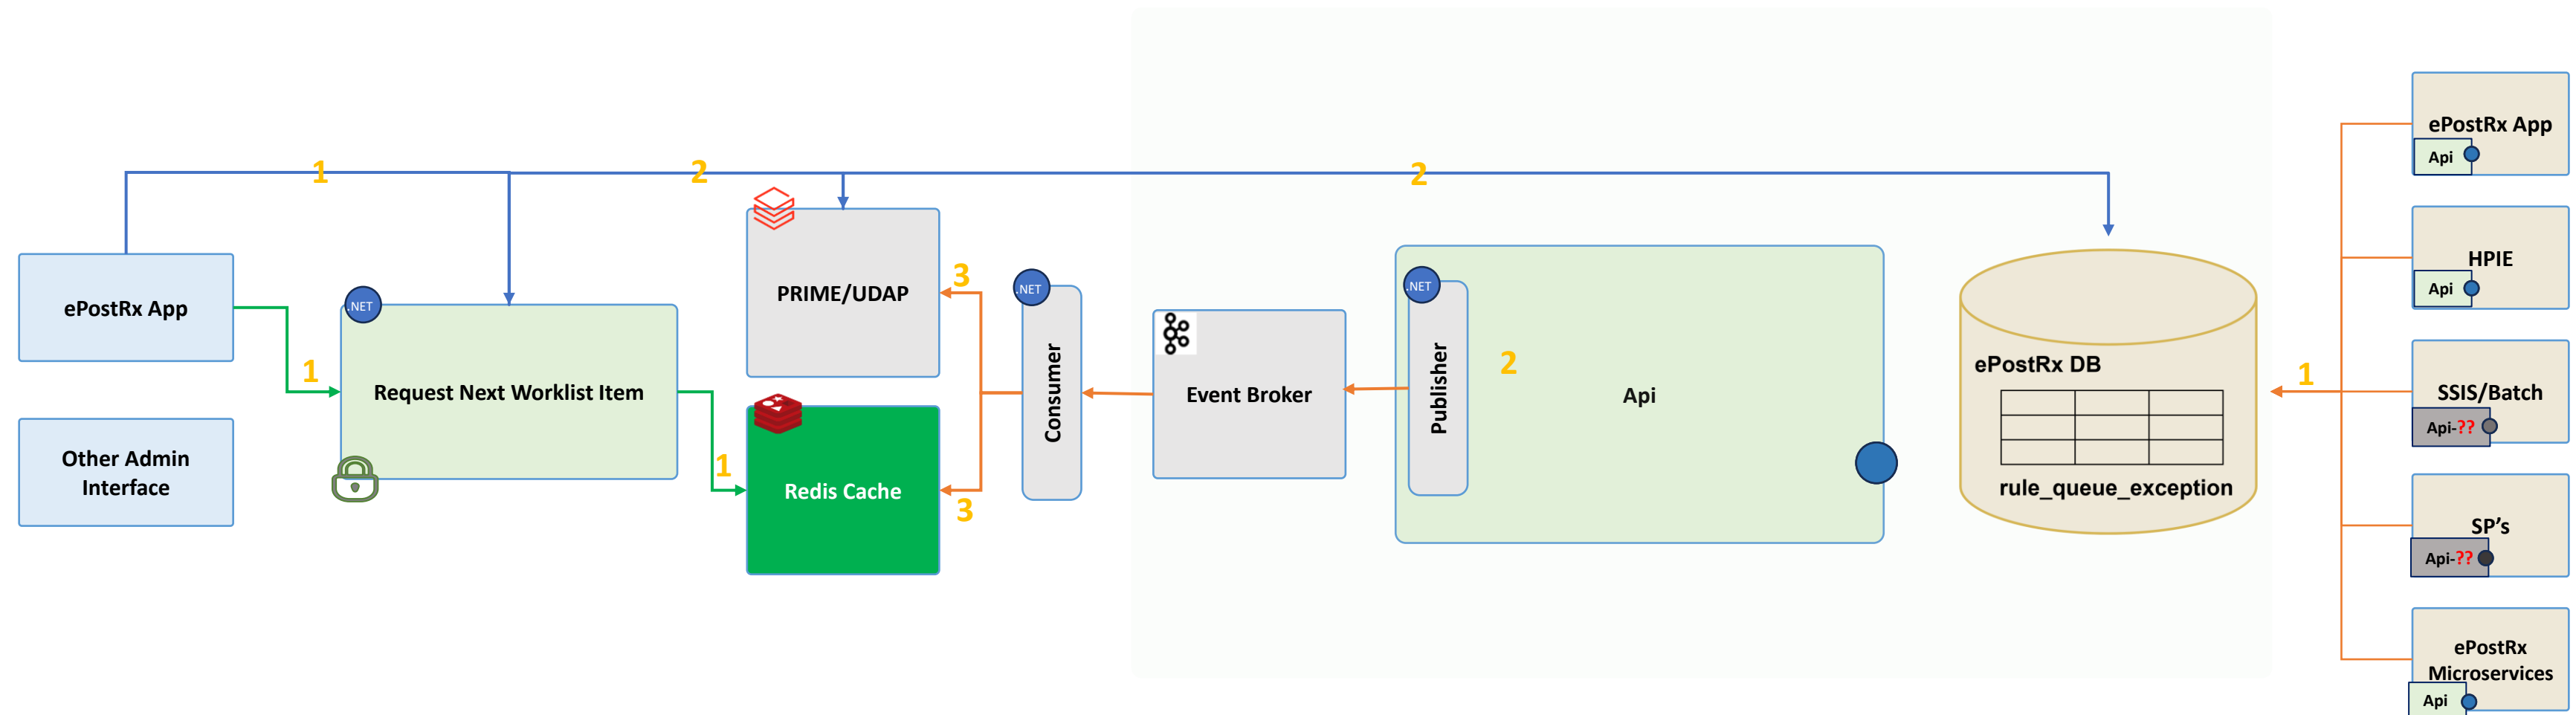 1
2
2
ePostRx App
Api
HPIE
Api
ePostRx App
.NET
Request Next Worklist Item
1
Other Admin
Interface
PRIME/UDAP
3
Redis Cache
1
3
.NET
Consumer
Event Broker
.NET
Publisher
2
Api
ePostRx DB
rule_queue_exception
1
SSIS/Batch
Api-??
SP’s
Api-??
ePostRx
Microservices
Api